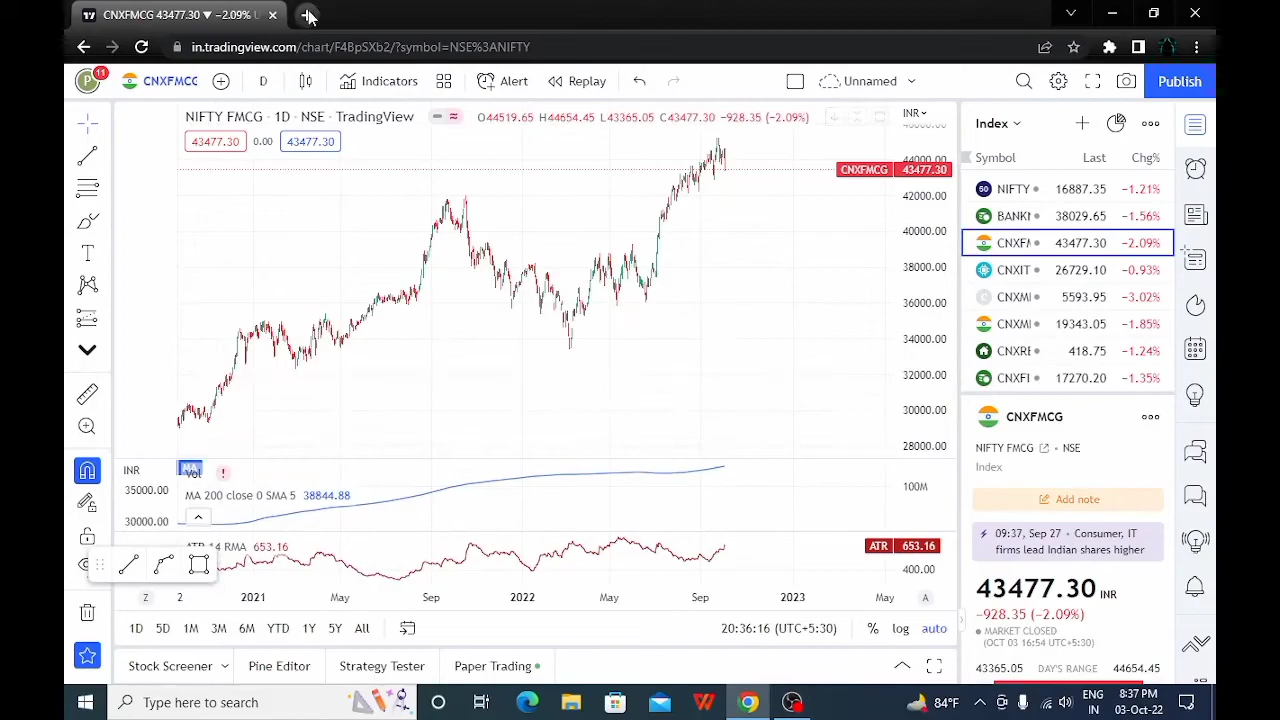 CNXFMCG 43477.30 ▼ −2.09% U
in.tradingview.com/chart/F4BpSXb2/?symbol=NSE%3ANIFTY
P 11 CNXFMCG D Indicators Alert Replay Unnamed Publish
NIFTY FMCG · 1D · NSE · TradingView O44519.65 H44654.45 L43365.05 C43477.30 −928.35 (−2.09%)
INR
43477.30 0.00 43477.30
44000.00
CNXFMCG 43477.30
42000.00
40000.00
38000.00
36000.00
34000.00
32000.00
30000.00
28000.00
INR
Vol !
35000.00
MA 200 close 0 SMA 5 38844.88
100M
30000.00
ATR 14 RMA 653.16
ATR 653.16
400.00
Z 2 2021 May Sep 2022 May Sep 2023 May A
1D 5D 1M 3M 6M YTD 1Y 5Y All 20:36:16 (UTC+5:30) % log auto
Stock Screener Pine Editor Strategy Tester Paper Trading
Index
Symbol Last Chg%
50 NIFTY 16887.35 −1.21%
BANKN 38029.65 −1.56%
CNXFM 43477.30 −2.09%
CNXIT 26729.10 −0.93%
C CNXMI 5593.95 −3.02%
CNXMI 19343.05 −1.85%
CNXRE 418.75 −1.24%
CNXFI 17270.20 −1.35%
CNXFMCG
NIFTY FMCG · NSE
Index
Add note
09:37, Sep 27 · Consumer, IT
firms lead Indian shares higher
43477.30 INR
−928.35 (−2.09%)
MARKET CLOSED
(OCT 03 16:54 UTC+5:30)
43365.05 DAY'S RANGE 44654.45
Type here to search
84°F
ENG
IN
8:37 PM
03-Oct-22